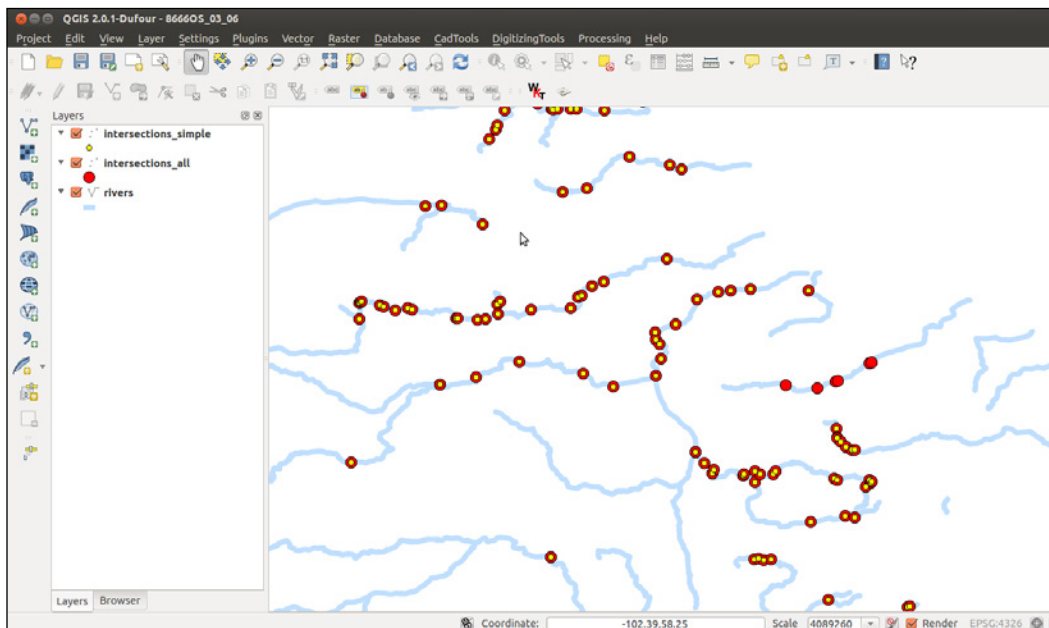 QGIS 2.0.1-Dufour - 8666OS_03_06
Project Edit View Layer Settings Plugins Vector Raster Database CadTools DigitizingTools Processing Help
Layers
intersections_simple
intersections_all
rivers
Layers Browser
Coordinate: -102.39,58.25 Scale 4089260 Render EPSG:4326